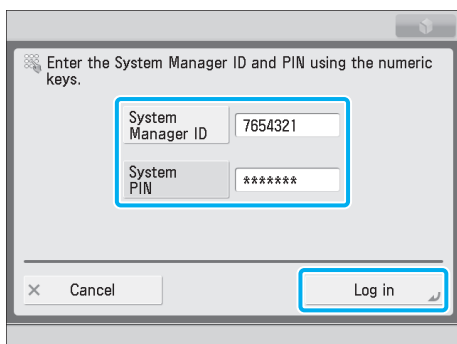 Enter the System Manager ID and PIN using the numeric
keys.
System
Manager ID
7654321
System
PIN
*******
× Cancel
Log in